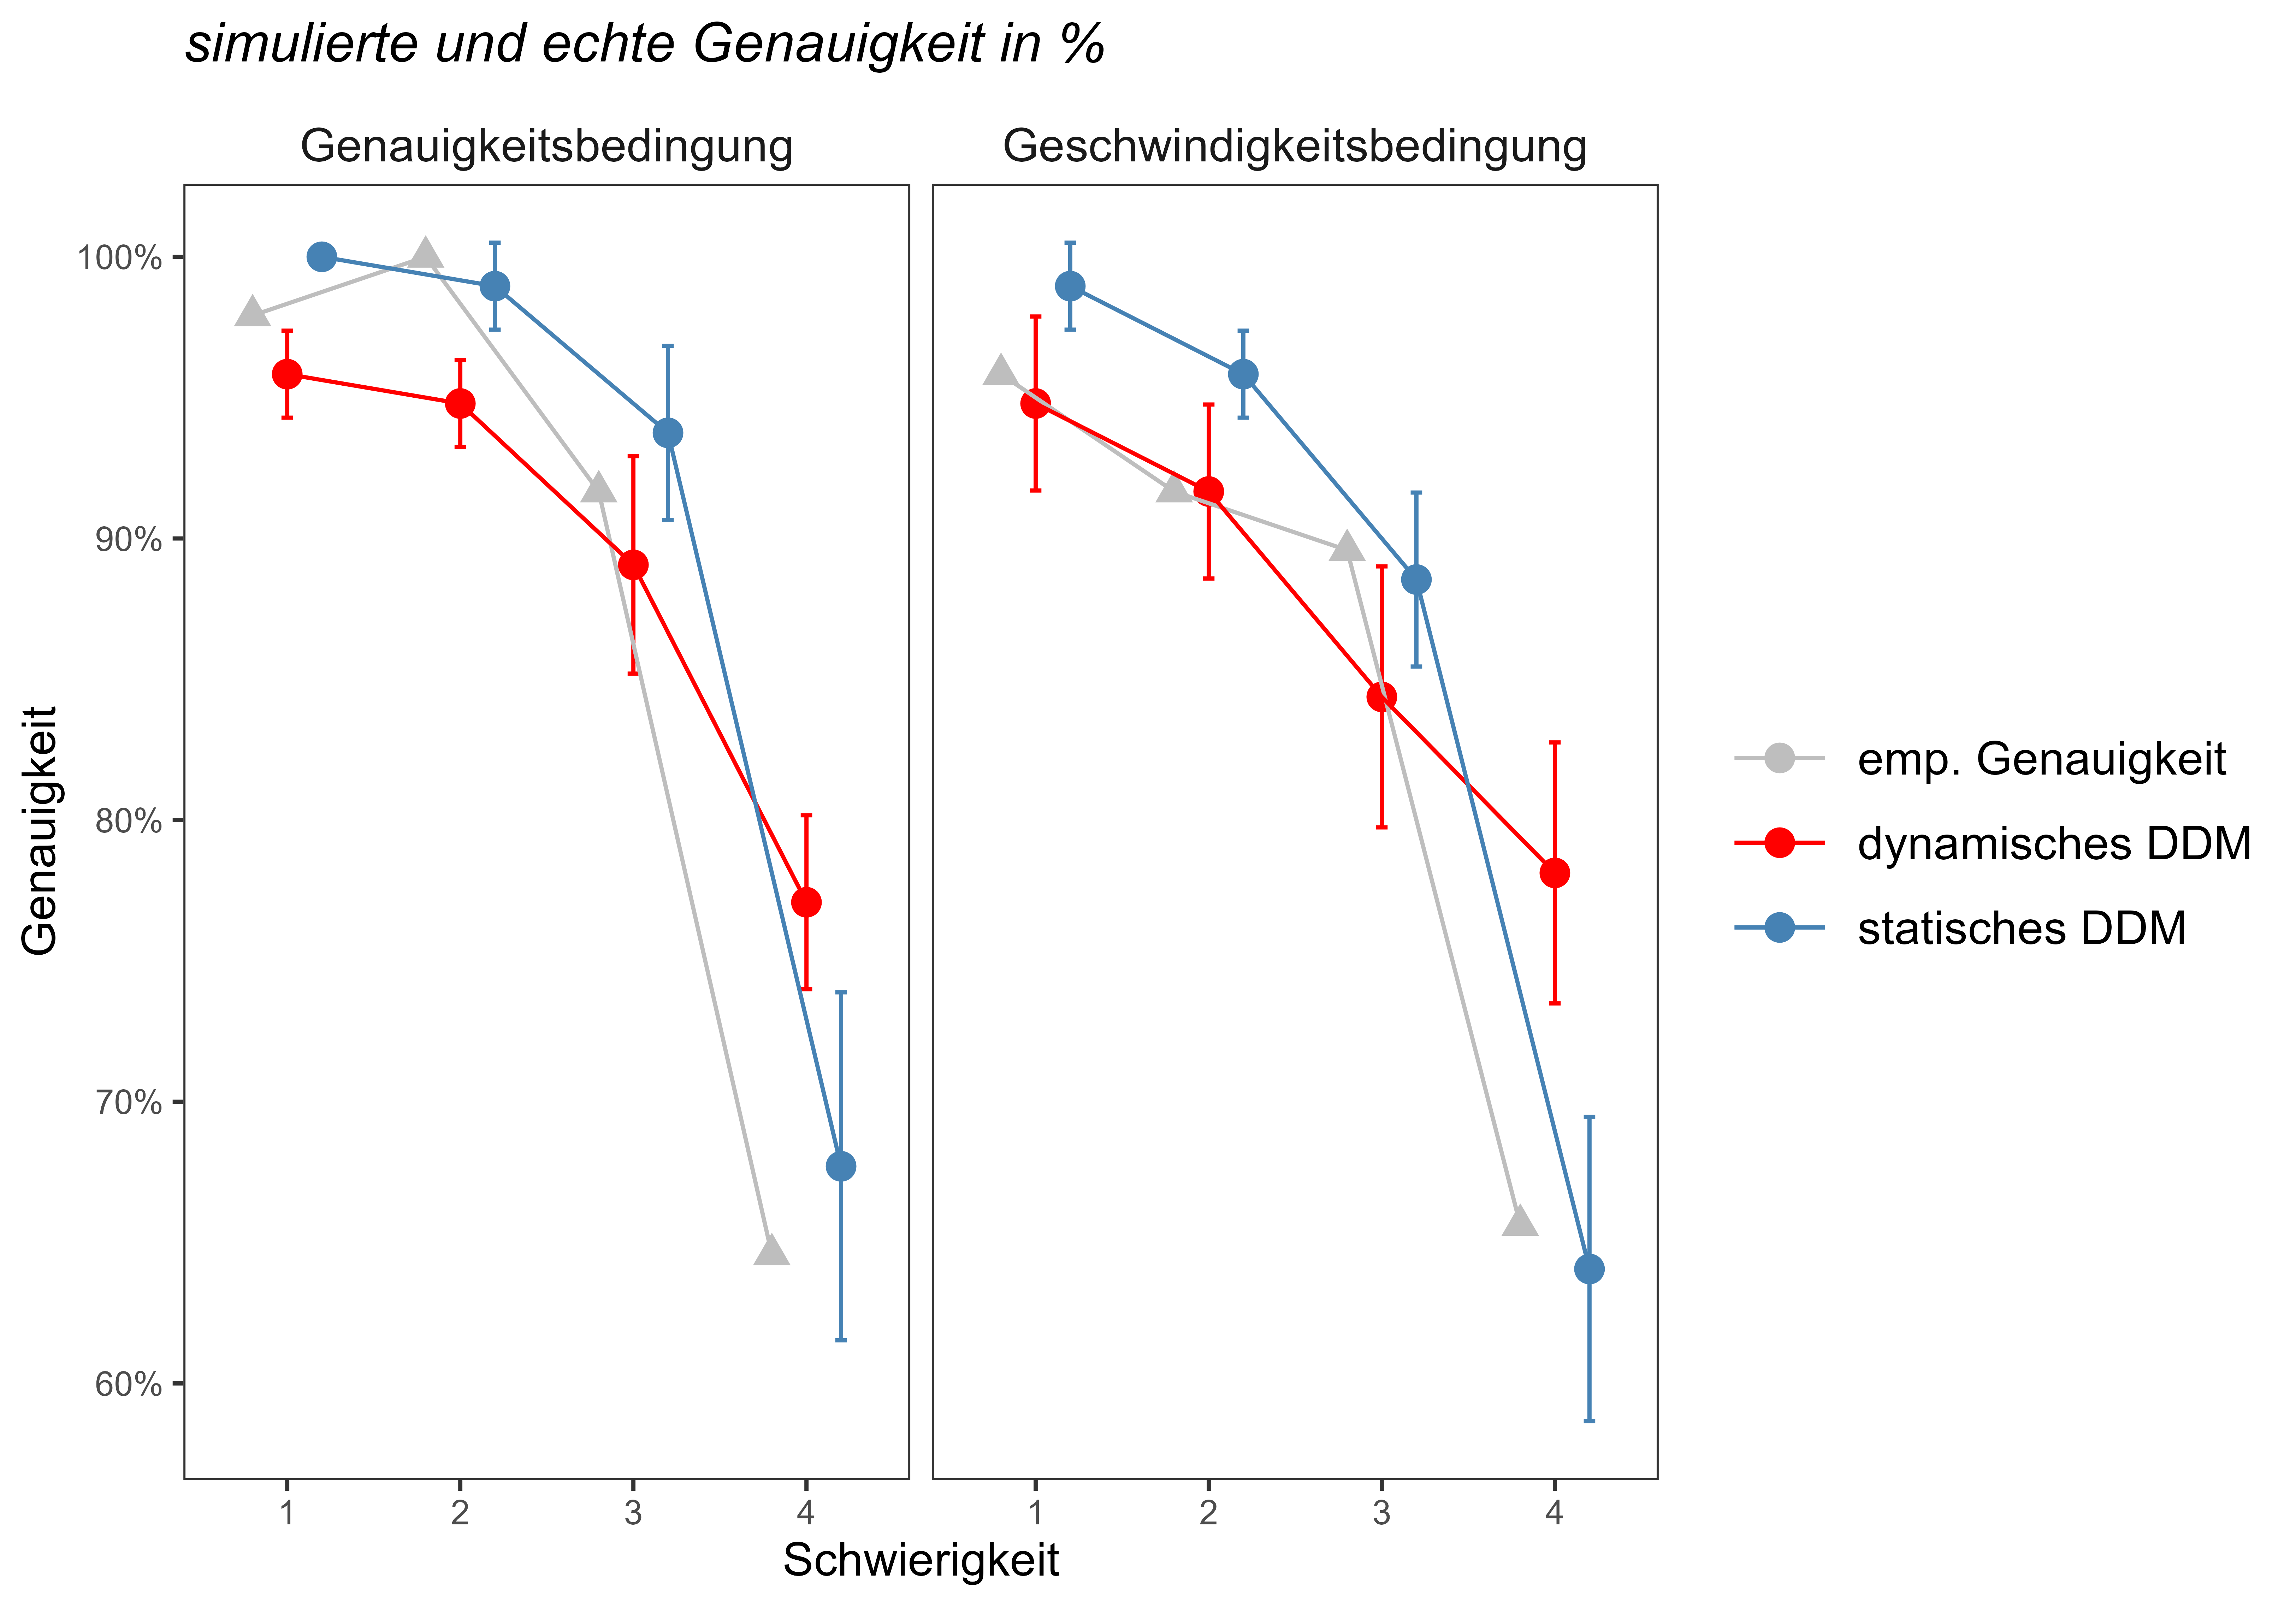 simulierte und echte Genauigkeit in %
Genauigkeitsbedingung
Geschwindigkeitsbedingung
Genauigkeit
100%
90%
80%
70%
60%
1 2 3 4
1 2 3 4
Schwierigkeit
emp. Genauigkeit
dynamisches DDM
statisches DDM